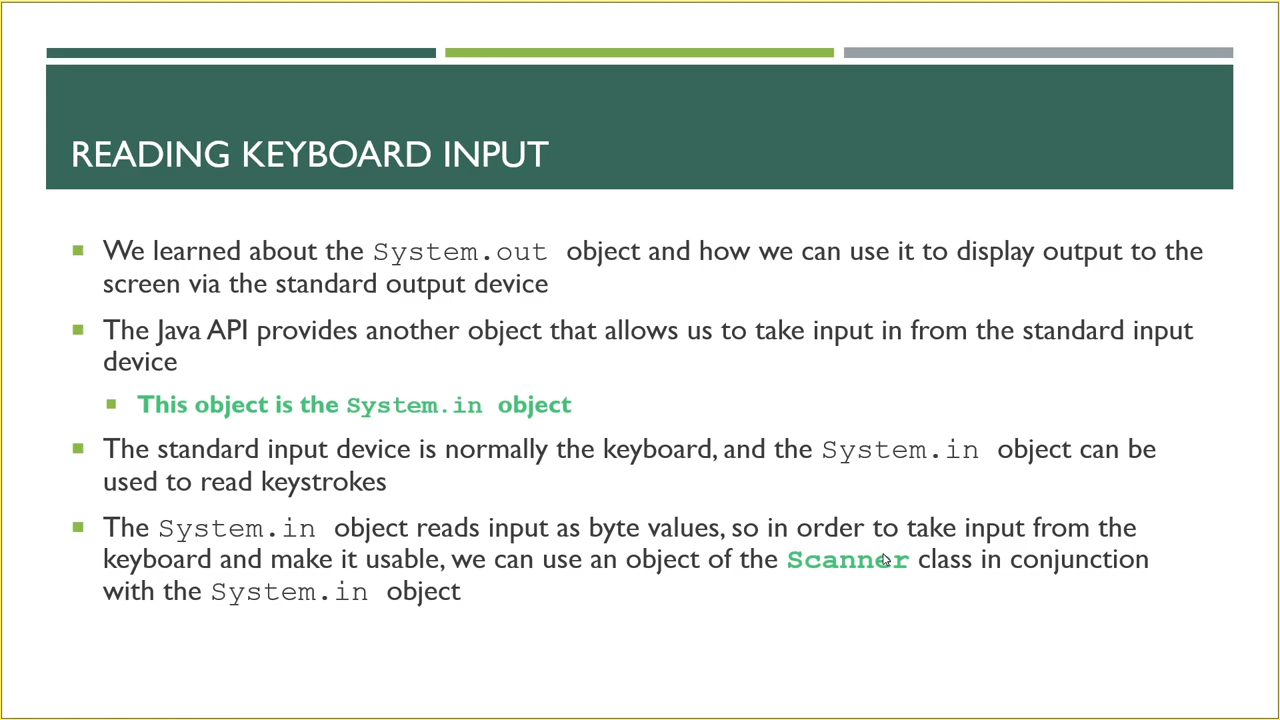 READING KEYBOARD INPUT
We learned about the System.out object and how we can use it to display output to the
screen via the standard output device
The Java API provides another object that allows us to take input in from the standard input
device
This object is the System.in object
The standard input device is normally the keyboard, and the System.in object can be
used to read keystrokes
The System.in object reads input as byte values, so in order to take input from the
keyboard and make it usable, we can use an object of the Scanner class in conjunction
with the System.in object